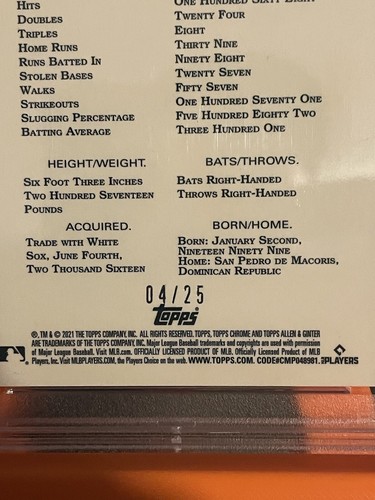 Hits
Doubles
Triples
Home Runs
Runs Batted In
Stolen Bases
Walks
Strikeouts
Slugging Percentage
Batting Average
One Hundred Sixty Eight
Twenty Four
Eight
Thirty Nine
Ninety Eight
Twenty Seven
Fifty Seven
One Hundred Seventy One
Five Hundred Eighty Two
Three Hundred One
HEIGHT/WEIGHT.
Six Foot Three Inches
Two Hundred Seventeen
Pounds
BATS/THROWS.
Bats Right-Handed
Throws Right-Handed
ACQUIRED.
Trade with White
Sox, June Fourth,
Two Thousand Sixteen
BORN/HOME.
Born: January Second,
Nineteen Ninety Nine
Home: San Pedro de Macoris,
Dominican Republic
04/25
Topps
®, TM & © 2021 THE TOPPS COMPANY, INC. ALL RIGHTS RESERVED. TOPPS, TOPPS CHROME AND TOPPS ALLEN & GINTER
ARE TRADEMARKS OF THE TOPPS COMPANY, INC. Major League Baseball trademarks and copyrights are used with permission
of Major League Baseball. Visit MLB.com. OFFICIALLY LICENSED PRODUCT OF MLB
Players, Inc. Visit MLBPLAYERS.COM, the Players Choice on the web. WWW.TOPPS.COM. CODE#CMP048981. PLAYERS